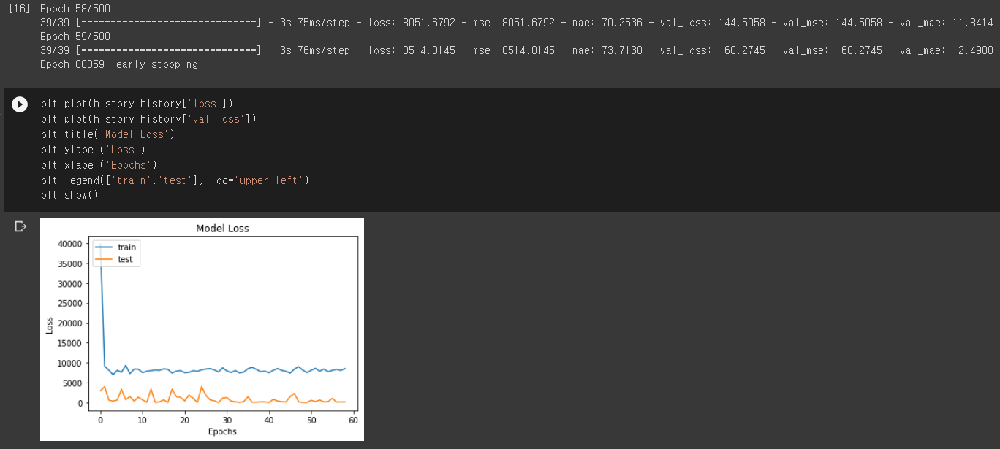 [16] Epoch 58/500
39/39 [==============================] - 3s 75ms/step - loss: 8051.6792 - mse: 8051.6792 - mae: 70.2536 - val_loss: 144.5058 - val_mse: 144.5058 - val_mae: 11.8414
Epoch 59/500
39/39 [==============================] - 3s 76ms/step - loss: 8514.8145 - mse: 8514.8145 - mae: 73.7130 - val_loss: 160.2745 - val_mse: 160.2745 - val_mae: 12.4908
Epoch 00059: early stopping
plt.plot(history.history['loss'])
plt.plot(history.history['val_loss'])
plt.title('Model Loss')
plt.ylabel('Loss')
plt.xlabel('Epochs')
plt.legend(['train','test'], loc='upper left')
plt.show()
Model Loss
40000
35000
30000
25000
20000
15000
10000
5000
0
Loss
train
test
0 10 20 30 40 50 60
Epochs